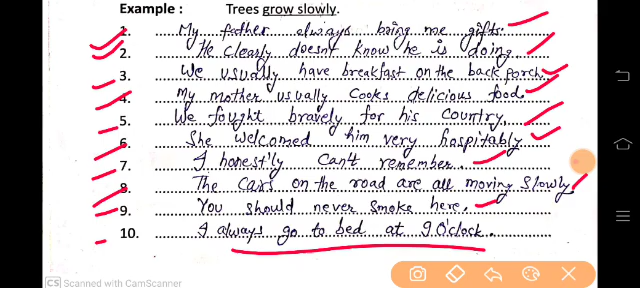 Example : Trees grow slowly.
1. My father always bring me gifts.
2. He clearly doesn't know he is doing.
3. We usually have breakfast on the back porch.
4. My mother usually cooks delicious food.
5. We fought bravely for his country.
6. She welcomed him very hospitably.
7. I honestly can't remember.
8. The cars on the road are all moving slowly.
9. You should never smoke here.
10. I always go to bed at 9 O'clock.
CS Scanned with CamScanner